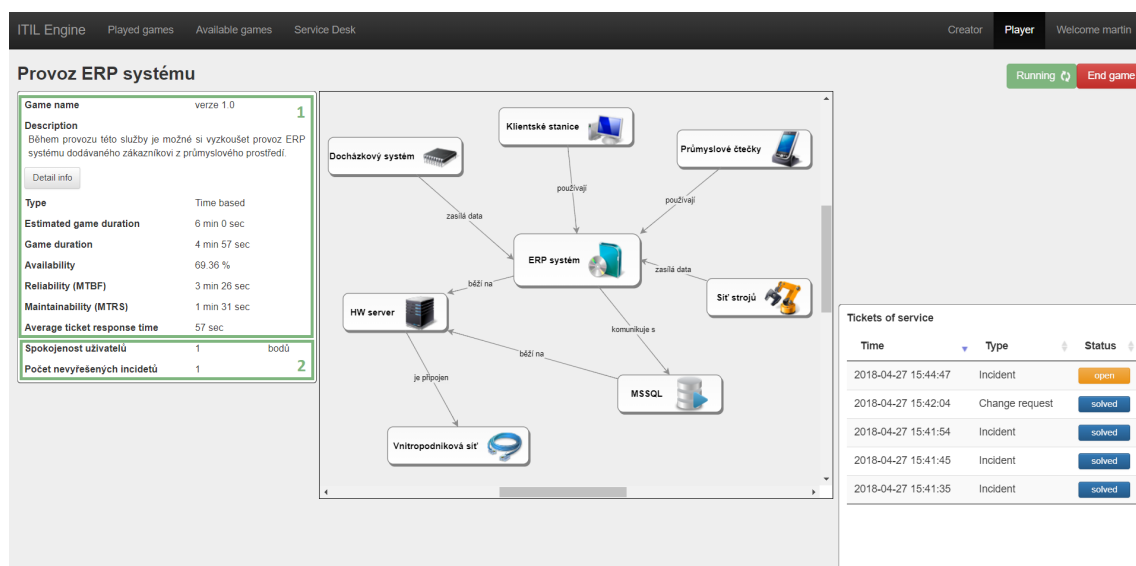 ITIL Engine Played games Available games Service Desk Creator Player Welcome martin
Provoz ERP systému
Running End game
Game name verze 1.0
1
Description
Během provozu této služby je možné si vyzkoušet provoz ERP
systému dodávaného zákazníkovi z průmyslového prostředí.
Detail info
Type Time based
Estimated game duration 6 min 0 sec
Game duration 4 min 57 sec
Availability 69.36 %
Reliability (MTBF) 3 min 26 sec
Maintainability (MTRS) 1 min 31 sec
Average ticket response time 57 sec
Spokojenost uživatelů 1 bodů
Počet nevyřešených incidetů 1
2
Klientské stanice
Docházkový systém
Průmyslové čtečky
používají
používají
zasílá data
ERP systém
zasílá data
běží na
Síť strojů
HW server
komunikuje s
běží na
je připojen
MSSQL
Vnitropodniková síť
Tickets of service
Time Type Status
2018-04-27 15:44:47 Incident open
2018-04-27 15:42:04 Change request solved
2018-04-27 15:41:54 Incident solved
2018-04-27 15:41:45 Incident solved
2018-04-27 15:41:35 Incident solved